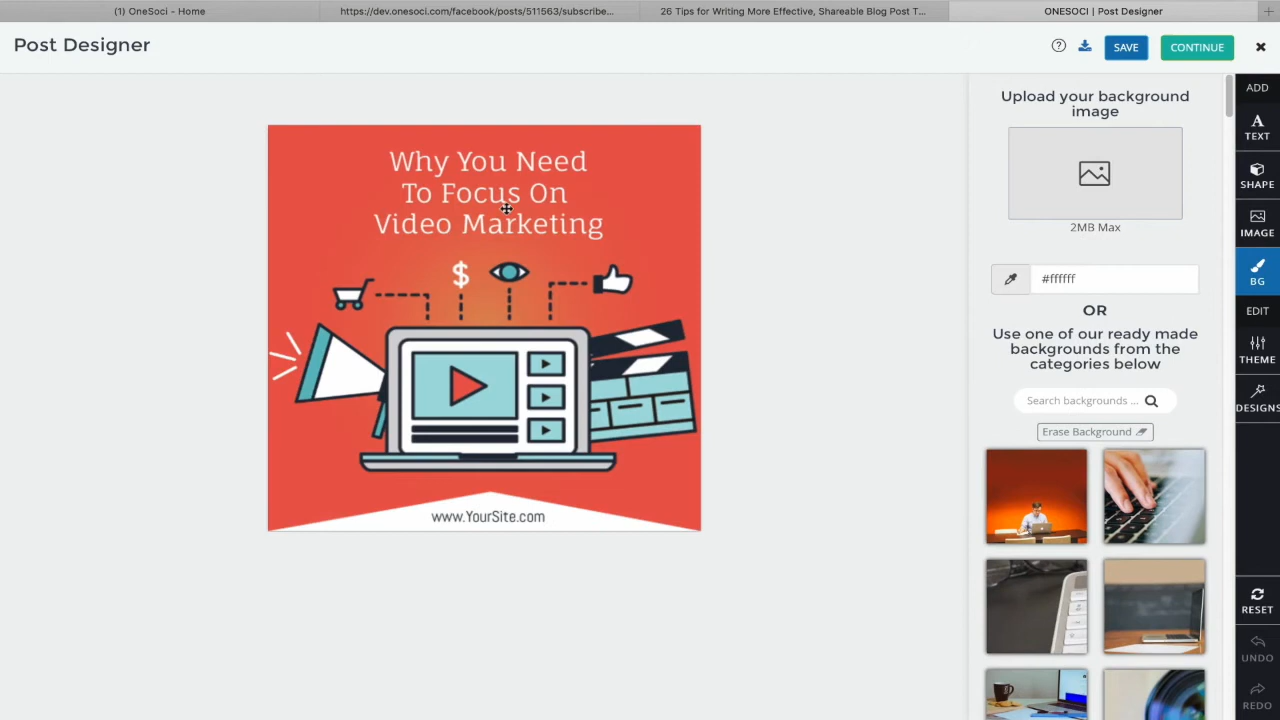 (1) OneSoci - Home
https://dev.onesoci.com/facebook/posts/511563/subscribe...
26 Tips for Writing More Effective, Shareable Blog Post T...
ONESOCI | Post Designer
Post Designer
SAVE
CONTINUE
Why You Need
To Focus On
Video Marketing
$
www.YourSite.com
Upload your background
image
2MB Max
#ffffff
OR
Use one of our ready made
backgrounds from the
categories below
Search backgrounds ...
Erase Background
ADD
A
TEXT
SHAPE
IMAGE
BG
EDIT
THEME
DESIGNS
RESET
UNDO
REDO